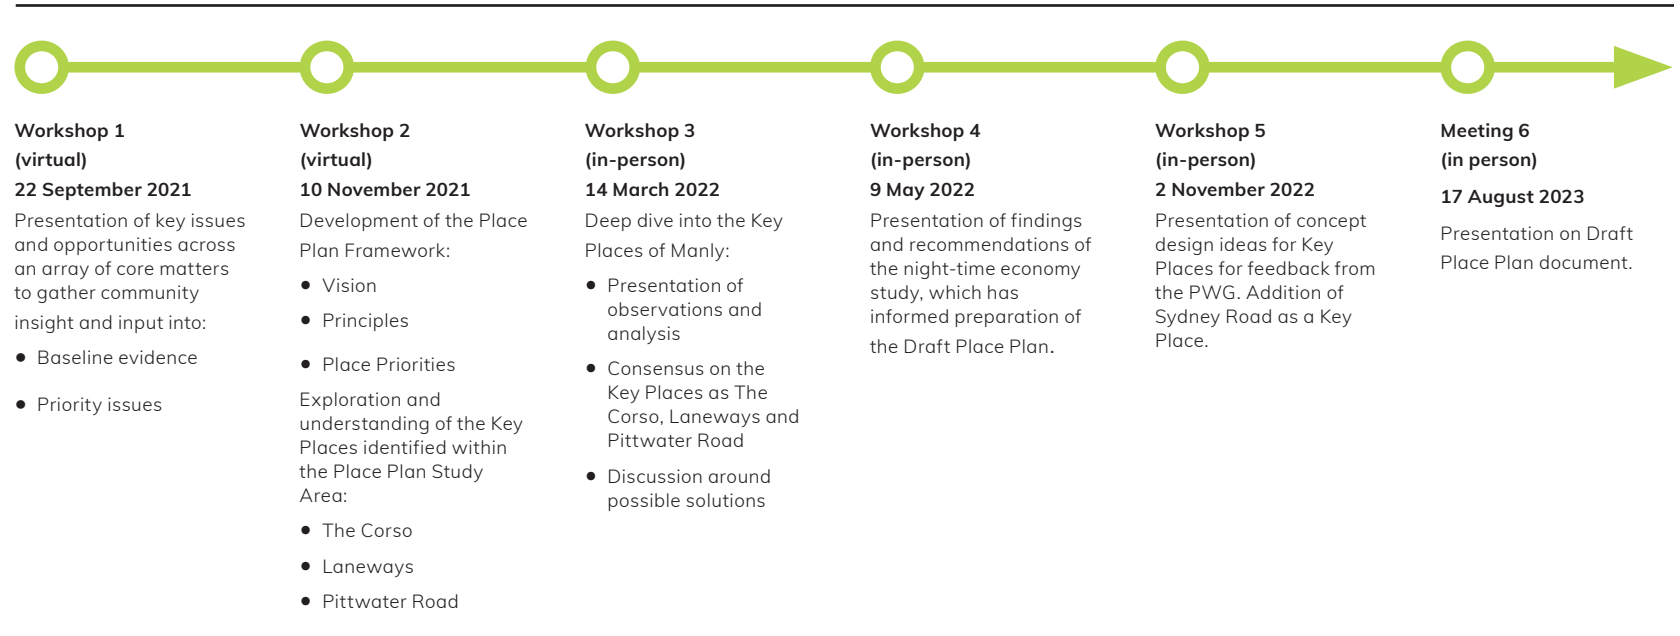 Workshop 1
(virtual)
22 September 2021
Presentation of key issues
and opportunities across
an array of core matters
to gather community
insight and input into:
• Baseline evidence
• Priority issues
Workshop 2
(virtual)
10 November 2021
Development of the Place
Plan Framework:
• Vision
• Principles
• Place Priorities
Exploration and
understanding of the Key
Places identified within
the Place Plan Study
Area:
• The Corso
• Laneways
• Pittwater Road
Workshop 3
(in-person)
14 March 2022
Deep dive into the Key
Places of Manly:
• Presentation of
observations and
analysis
• Consensus on the
Key Places as The
Corso, Laneways and
Pittwater Road
• Discussion around
possible solutions
Workshop 4
(in-person)
9 May 2022
Presentation of findings
and recommendations of
the night-time economy
study, which has
informed preparation of
the Draft Place Plan.
Workshop 5
(in-person)
2 November 2022
Presentation of concept
design ideas for Key
Places for feedback from
the PWG. Addition of
Sydney Road as a Key
Place.
Meeting 6
(in person)
17 August 2023
Presentation on Draft
Place Plan document.